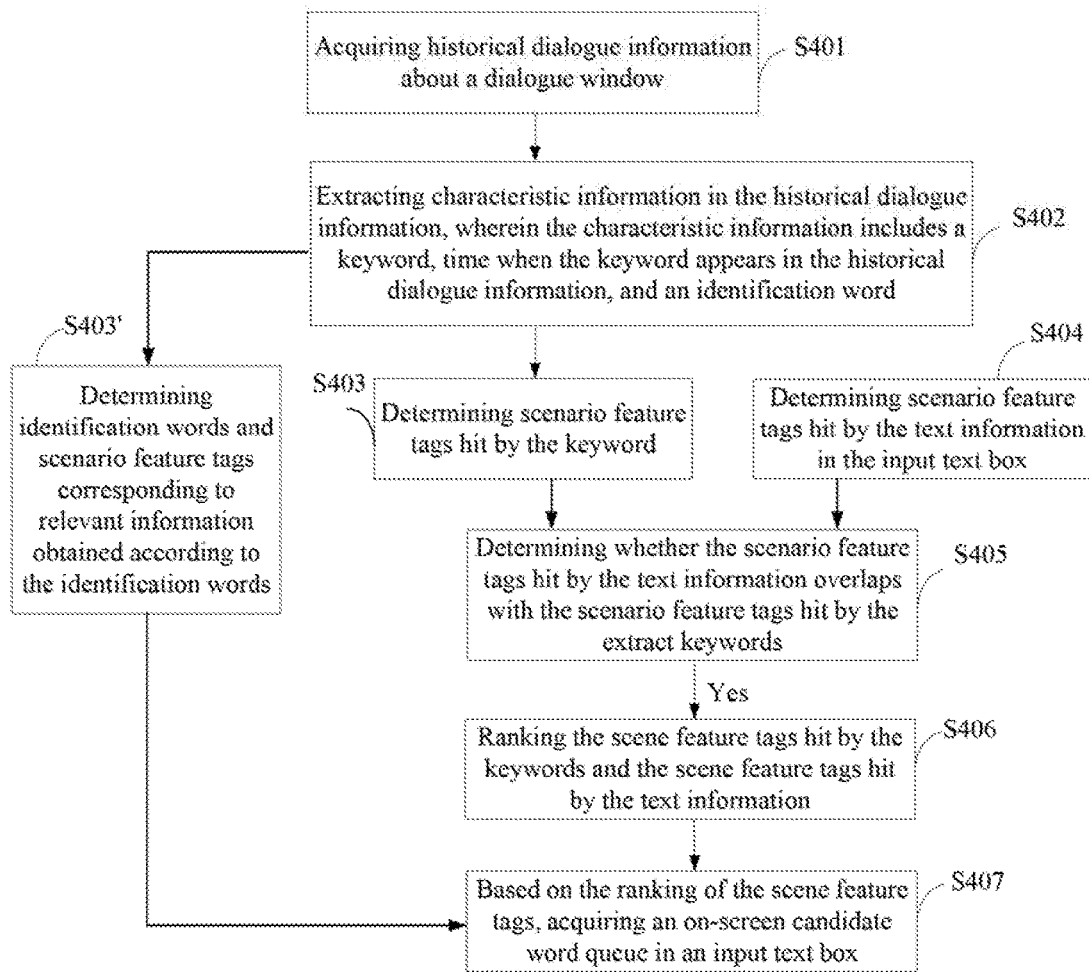 Acquiring historical dialogue information
about a dialogue window
S401
Extracting characteristic information in the historical dialogue
information, wherein the characteristic information includes a
keyword, time when the keyword appears in the historical
dialogue information, and an identification word
S402
S403'
Determining
identification words and
scenario feature tags
corresponding to
relevant information
obtained according to
the identification words
S403
Determining scenario feature
tags hit by the keyword
S404
Determining scenario feature
tags hit by the text information
in the input text box
Determining whether the scenario feature
tags hit by the text information overlaps
with the scenario feature tags hit by the
extract keywords
S405
Yes
Ranking the scene feature tags hit by the
keywords and the scene feature tags hit
by the text information
S406
Based on the ranking of the scene feature
tags, acquiring an on-screen candidate
word queue in an input text box
S407